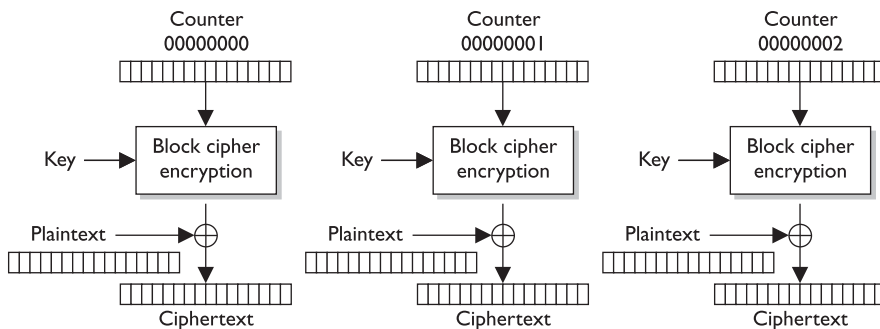 Counter
00000000
Counter
00000001
Counter
00000002
Key
Block cipher
encryption
Key
Block cipher
encryption
Key
Block cipher
encryption
Plaintext
Plaintext
Plaintext
Ciphertext
Ciphertext
Ciphertext